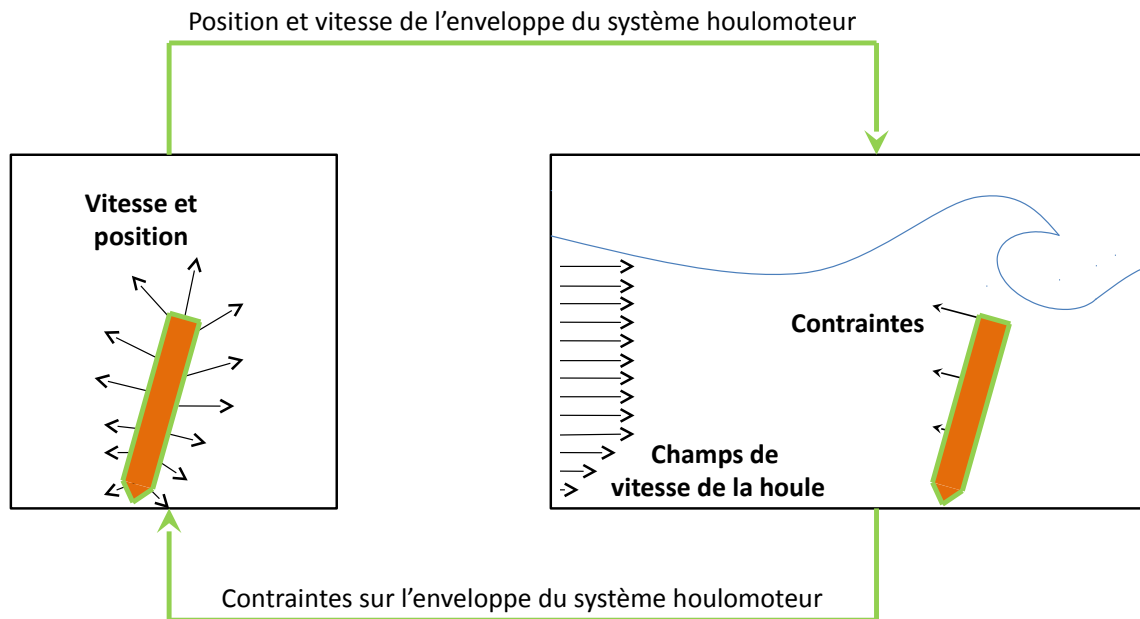 Position et vitesse de l’enveloppe du système houlomoteur
Vitesse et
position
Contraintes
Champs de
vitesse de la houle
Contraintes sur l’enveloppe du système houlomoteur